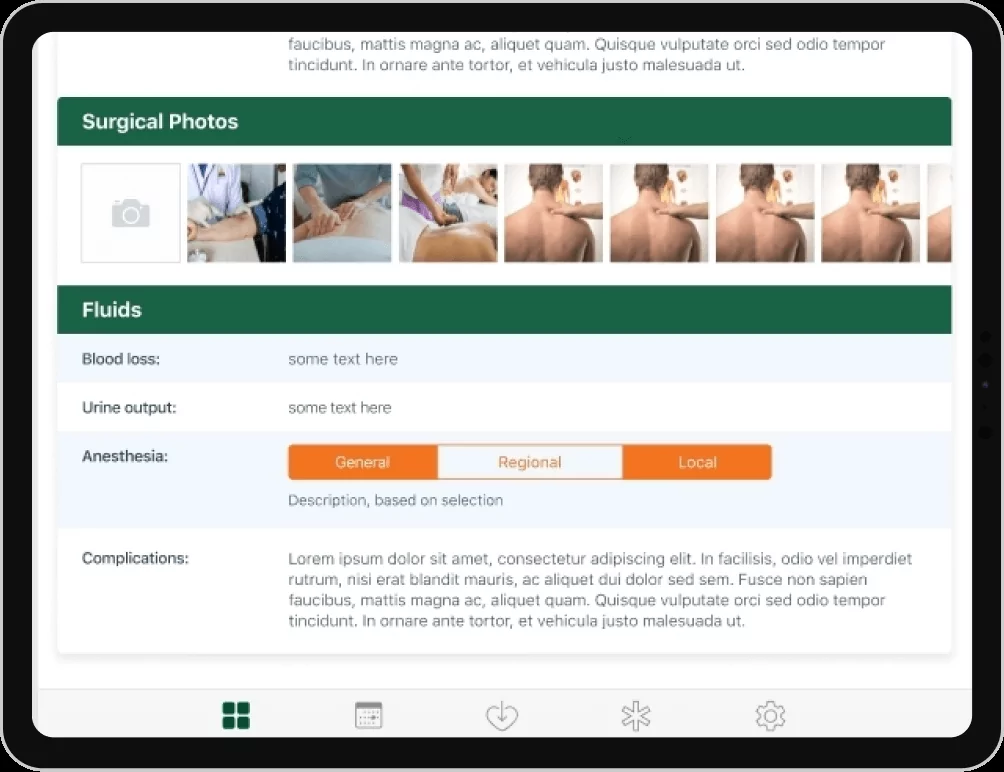 faucibus, mattis magna ac, aliquet quam. Quisque vulputate orci sed odio tempor
tincidunt. In ornare ante tortor, et vehicula justo malesuada ut.
Surgical Photos
Fluids
Blood loss: some text here
Urine output: some text here
Anesthesia: General Regional Local
Description, based on selection
Complications: Lorem ipsum dolor sit amet, consectetur adipiscing elit. In facilisis, odio vel imperdiet
rutrum, nisi erat blandit mauris, ac aliquet dui dolor sed sem. Fusce non sapien
faucibus, mattis magna ac, aliquet quam. Quisque vulputate orci sed odio tempor
tincidunt. In ornare ante tortor, et vehicula justo malesuada ut.